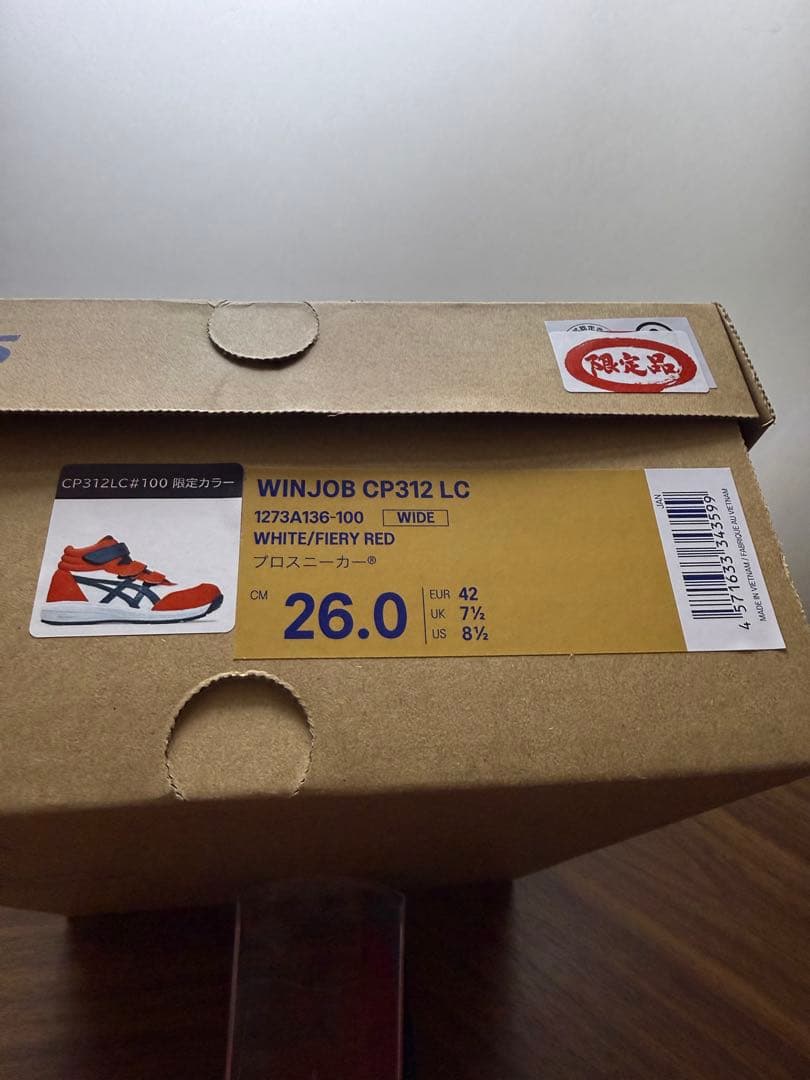 限定品
CP312LC#100 限定カラー
WINJOB CP312 LC
1273A136-100 WIDE
WHITE/FIERY RED
プロスニーカー®
CM 26.0
EUR 42
UK 7½
US 8½
JAN
4 571633 343599
MADE IN VIETNAM / FABRIQUE AU VIETNAM